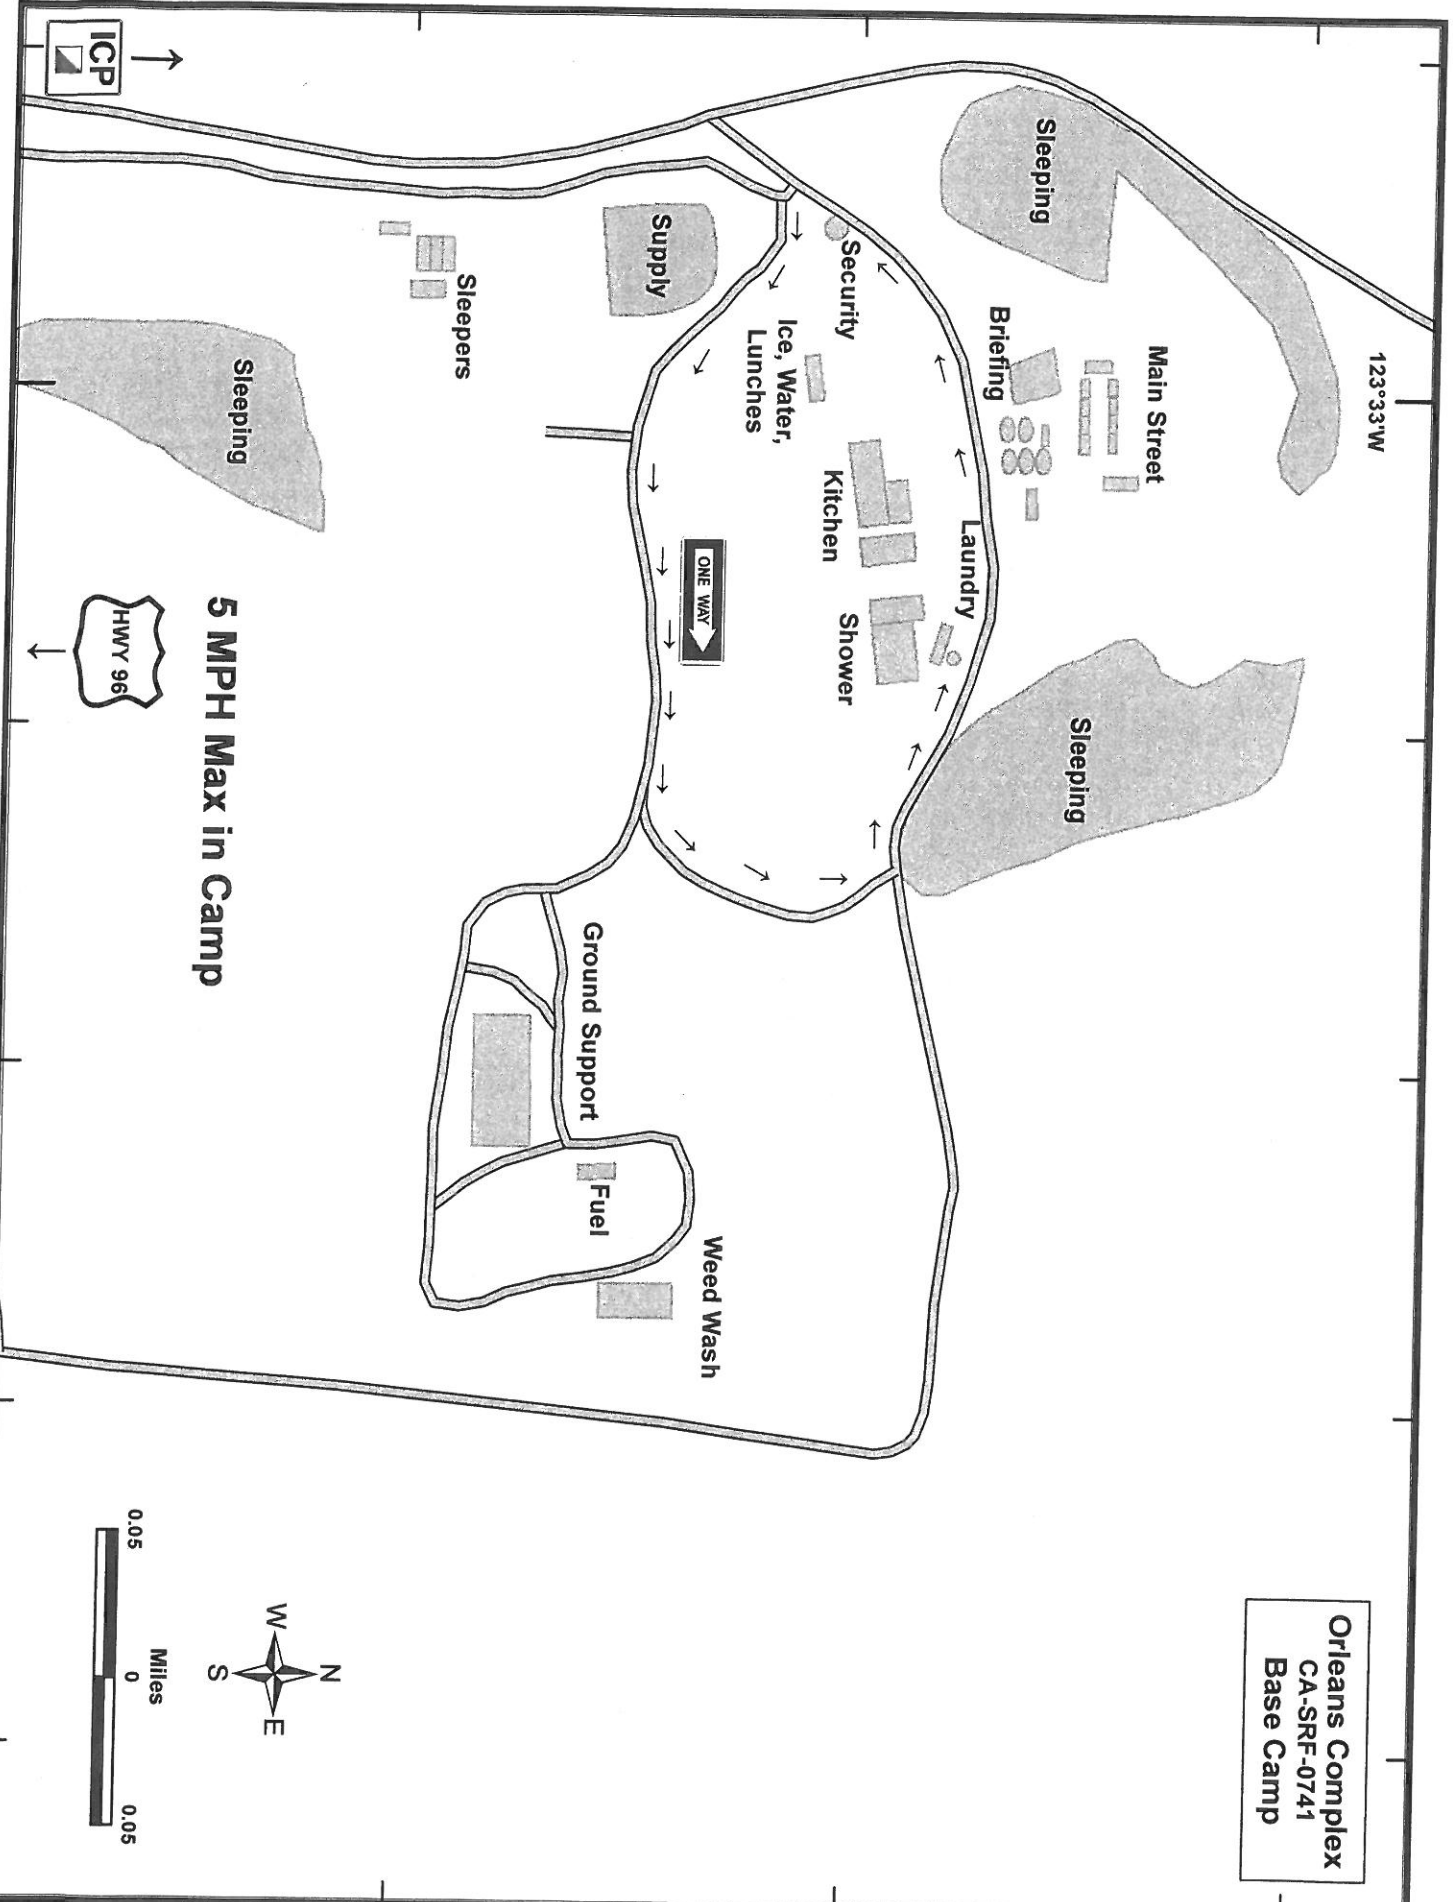 Orleans Complex
CA-SRF-0741
Base Camp
123°33'W
Main Street
Sleeping
Briefing
Sleeping
Laundry
Security
Kitchen
Shower
Ice, Water,
Lunches
ONE WAY
Supply
Weed Wash
Ground Support
Fuel
Sleepers
Sleeping
5 MPH Max in Camp
HWY 96
ICP
N
W
E
S
Miles
0.05
0
0.05